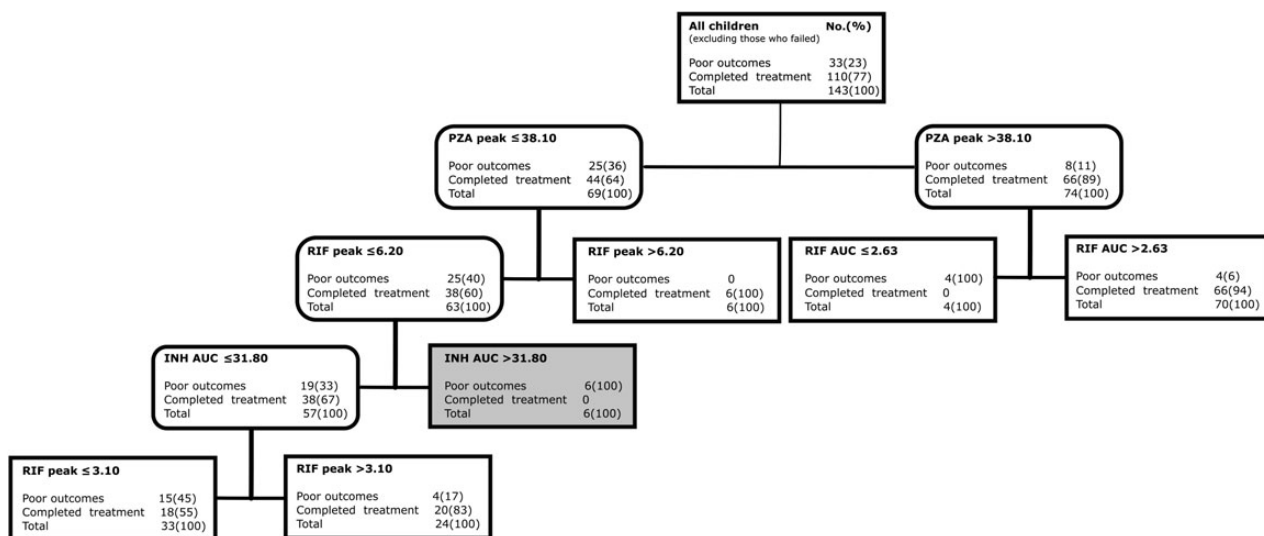 All children No.(%)
(excluding those who failed)
Poor outcomes 33(23)
Completed treatment 110(77)
Total 143(100)
PZA peak ≤38.10
Poor outcomes 25(36)
Completed treatment 44(64)
Total 69(100)
PZA peak >38.10
Poor outcomes 8(11)
Completed treatment 66(89)
Total 74(100)
RIF peak ≤6.20
Poor outcomes 25(40)
Completed treatment 38(60)
Total 63(100)
RIF peak >6.20
Poor outcomes 0
Completed treatment 6(100)
Total 6(100)
RIF AUC ≤2.63
Poor outcomes 4(100)
Completed treatment 0
Total 4(100)
RIF AUC >2.63
Poor outcomes 4(6)
Completed treatment 66(94)
Total 70(100)
INH AUC ≤31.80
Poor outcomes 19(33)
Completed treatment 38(67)
Total 57(100)
INH AUC >31.80
Poor outcomes 6(100)
Completed treatment 0
Total 6(100)
RIF peak ≤3.10
Poor outcomes 15(45)
Completed treatment 18(55)
Total 33(100)
RIF peak >3.10
Poor outcomes 4(17)
Completed treatment 20(83)
Total 24(100)